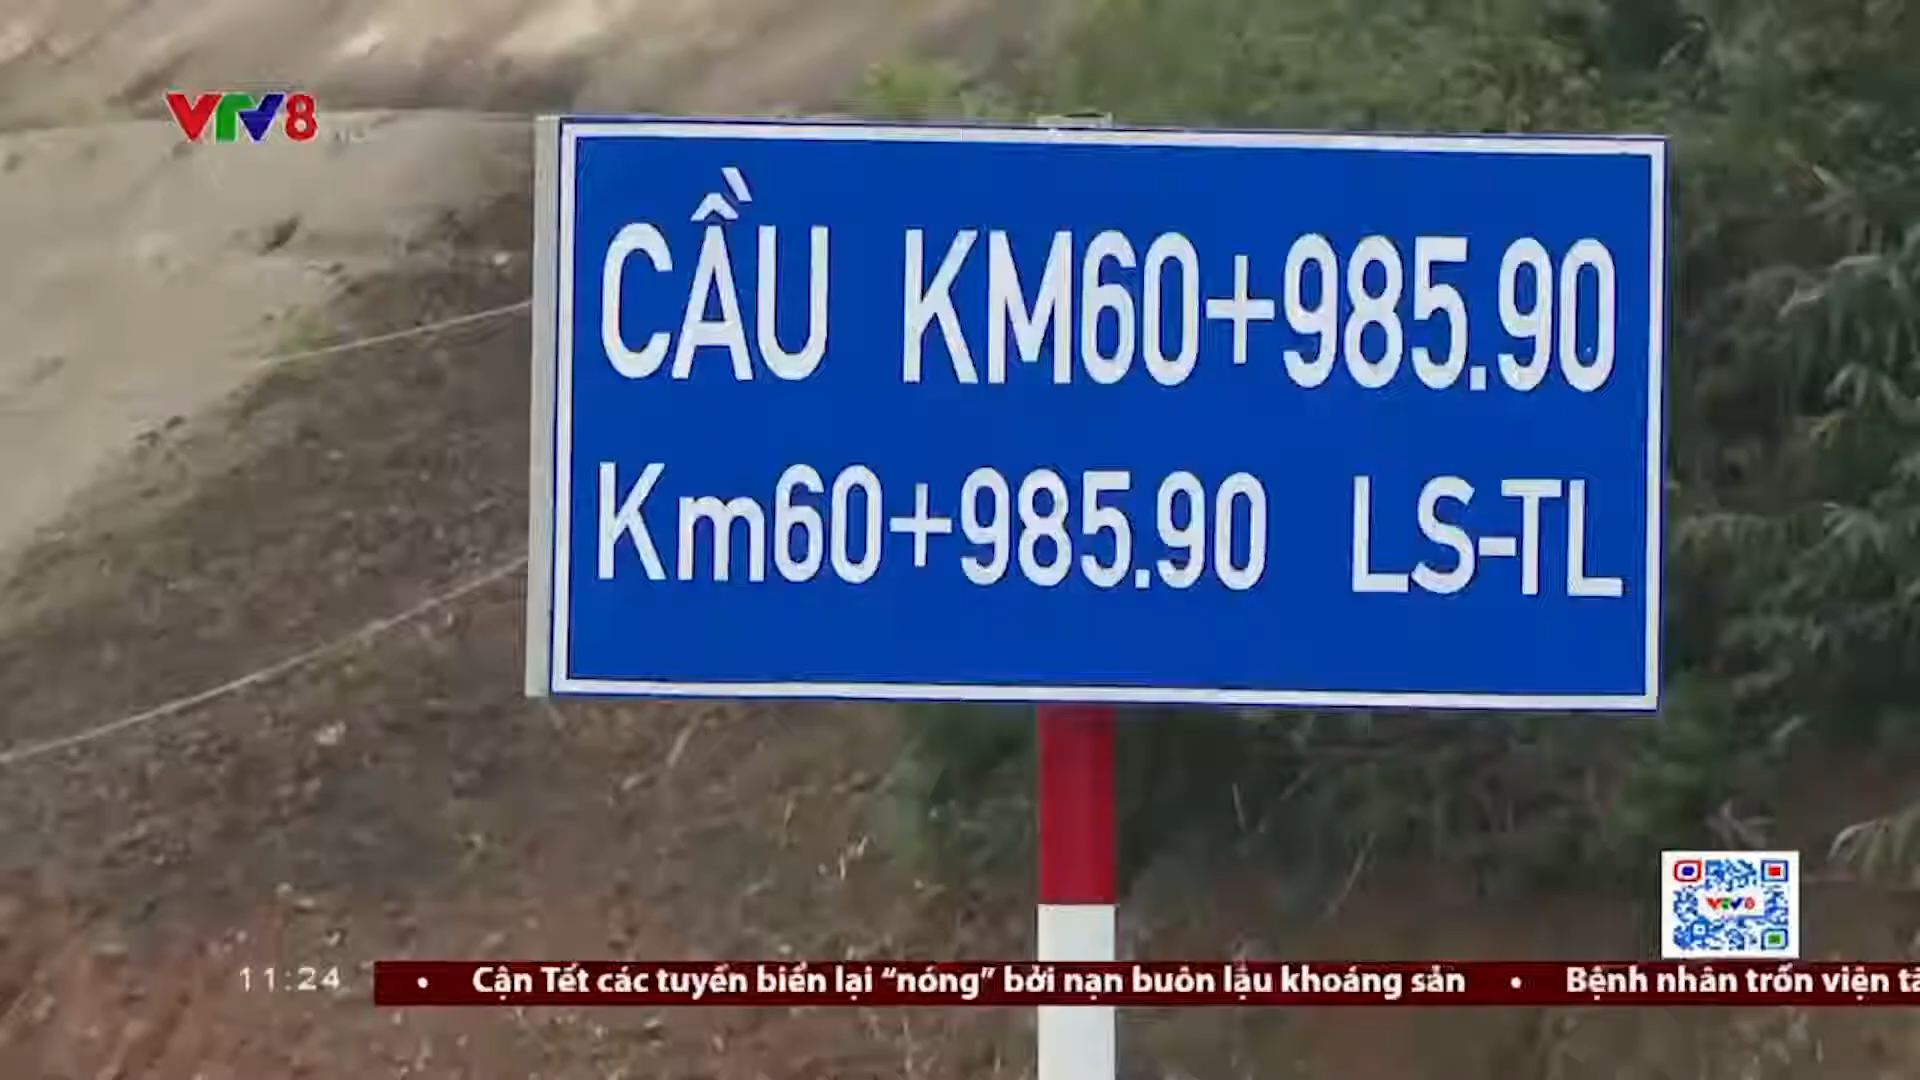 VTV8
CẦU KM60+985.90
Km60+985.90 LS-TL
VTV8
11:24 • Cận Tết các tuyến biển lại “nóng” bởi nạn buôn lậu khoáng sản • Bệnh nhân trốn viện